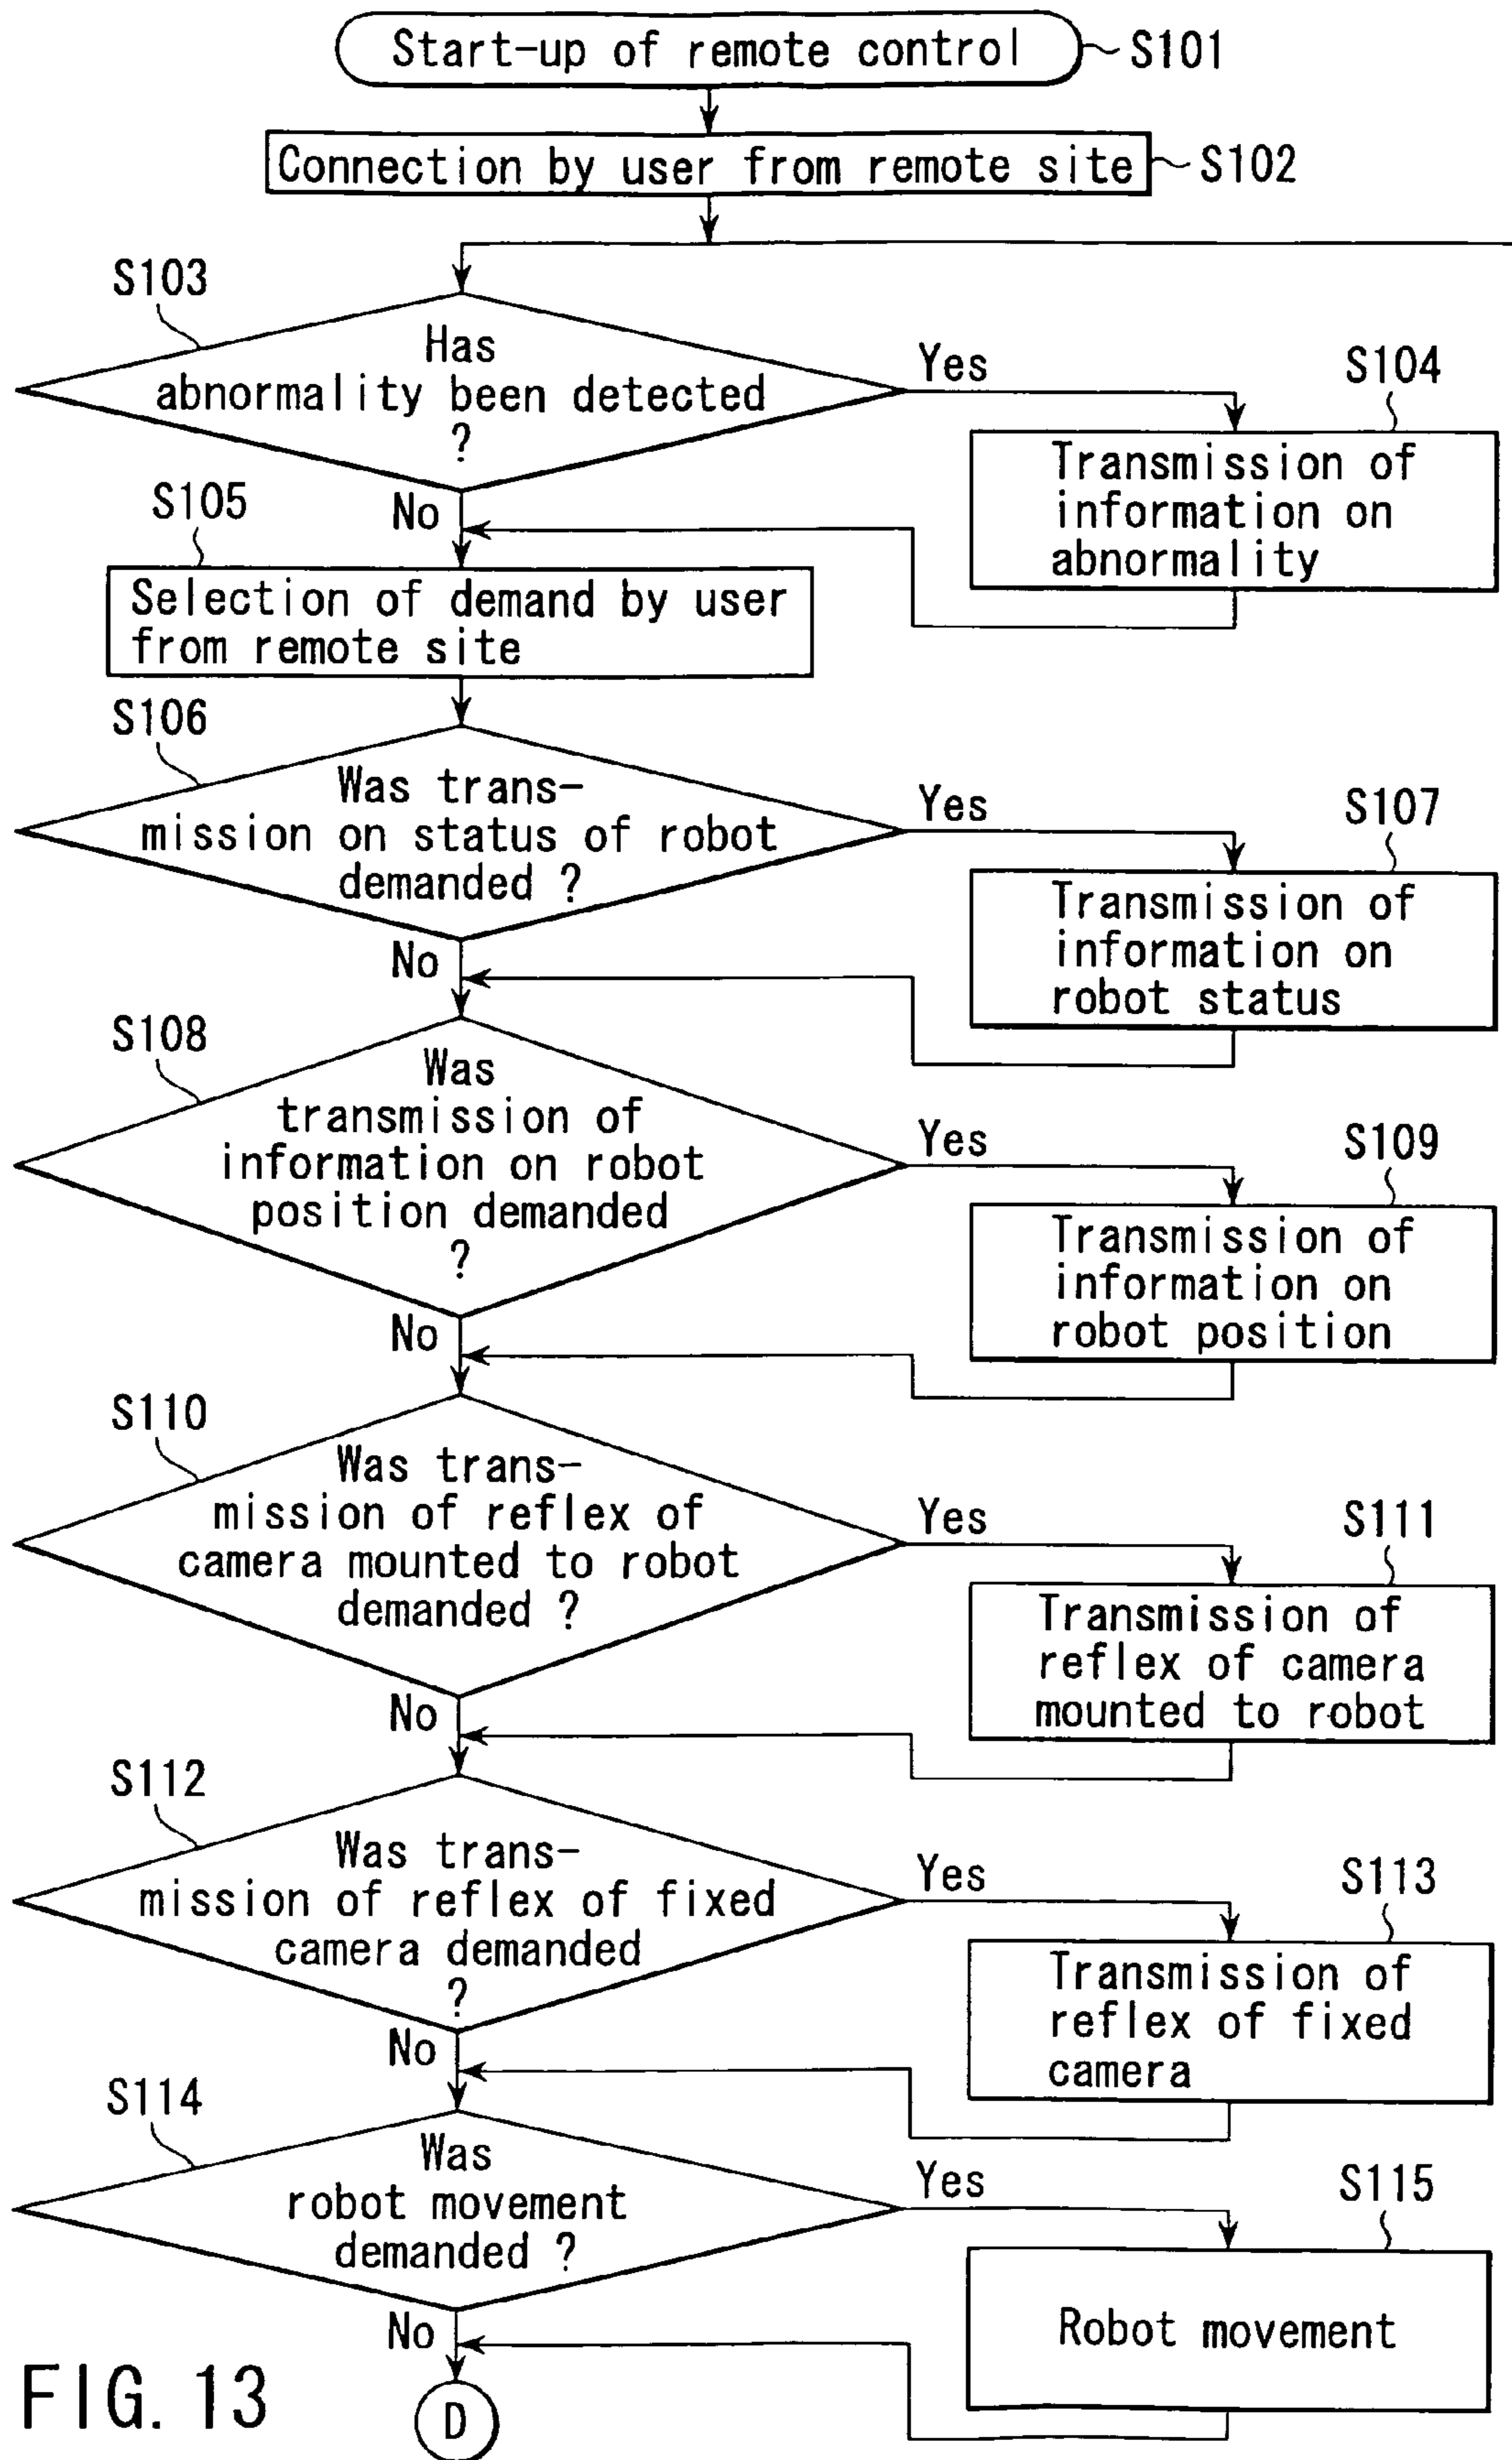 Start-up of remote control
S101
Connection by user from remote site
S102
S103
Has
abnormality been detected
?
Yes
S104
Transmission of
information on
abnormality
No
S105
Selection of demand by user
from remote site
S106
Was trans-
mission on status of robot
demanded ?
Yes
S107
Transmission of
information on
robot status
No
S108
Was
transmission of
information on robot
position demanded
?
Yes
S109
Transmission of
information on
robot position
No
S110
Was trans-
mission of reflex of
camera mounted to robot
demanded ?
Yes
S111
Transmission of
reflex of camera
mounted to robot
No
S112
Was trans-
mission of reflex of fixed
camera demanded
?
Yes
S113
Transmission of
reflex of fixed
camera
No
S114
Was
robot movement
demanded ?
Yes
S115
Robot movement
No
D
FIG. 13